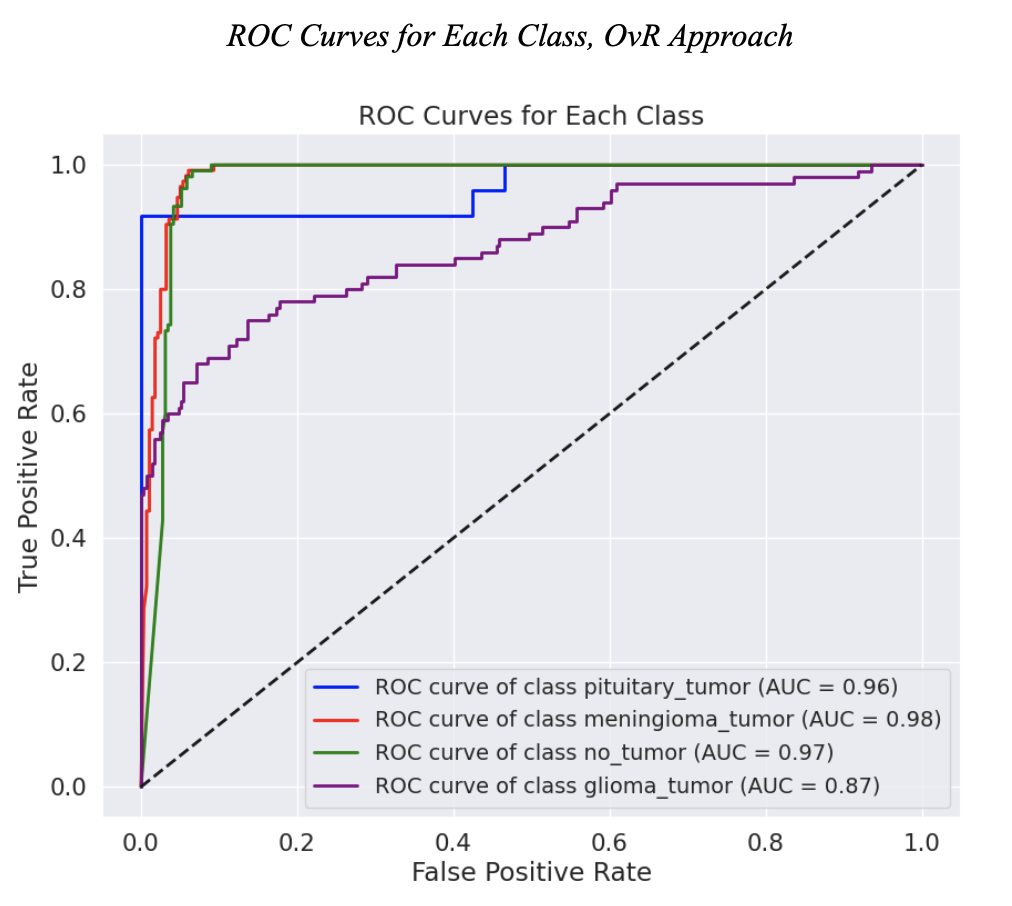 ROC Curves for Each Class, OvR Approach
ROC Curves for Each Class
True Positive Rate
1.0
0.8
0.6
0.4
0.2
0.0
ROC curve of class pituitary_tumor (AUC = 0.96)
ROC curve of class meningioma_tumor (AUC = 0.98)
ROC curve of class no_tumor (AUC = 0.97)
ROC curve of class glioma_tumor (AUC = 0.87)
0.0 0.2 0.4 0.6 0.8 1.0
False Positive Rate